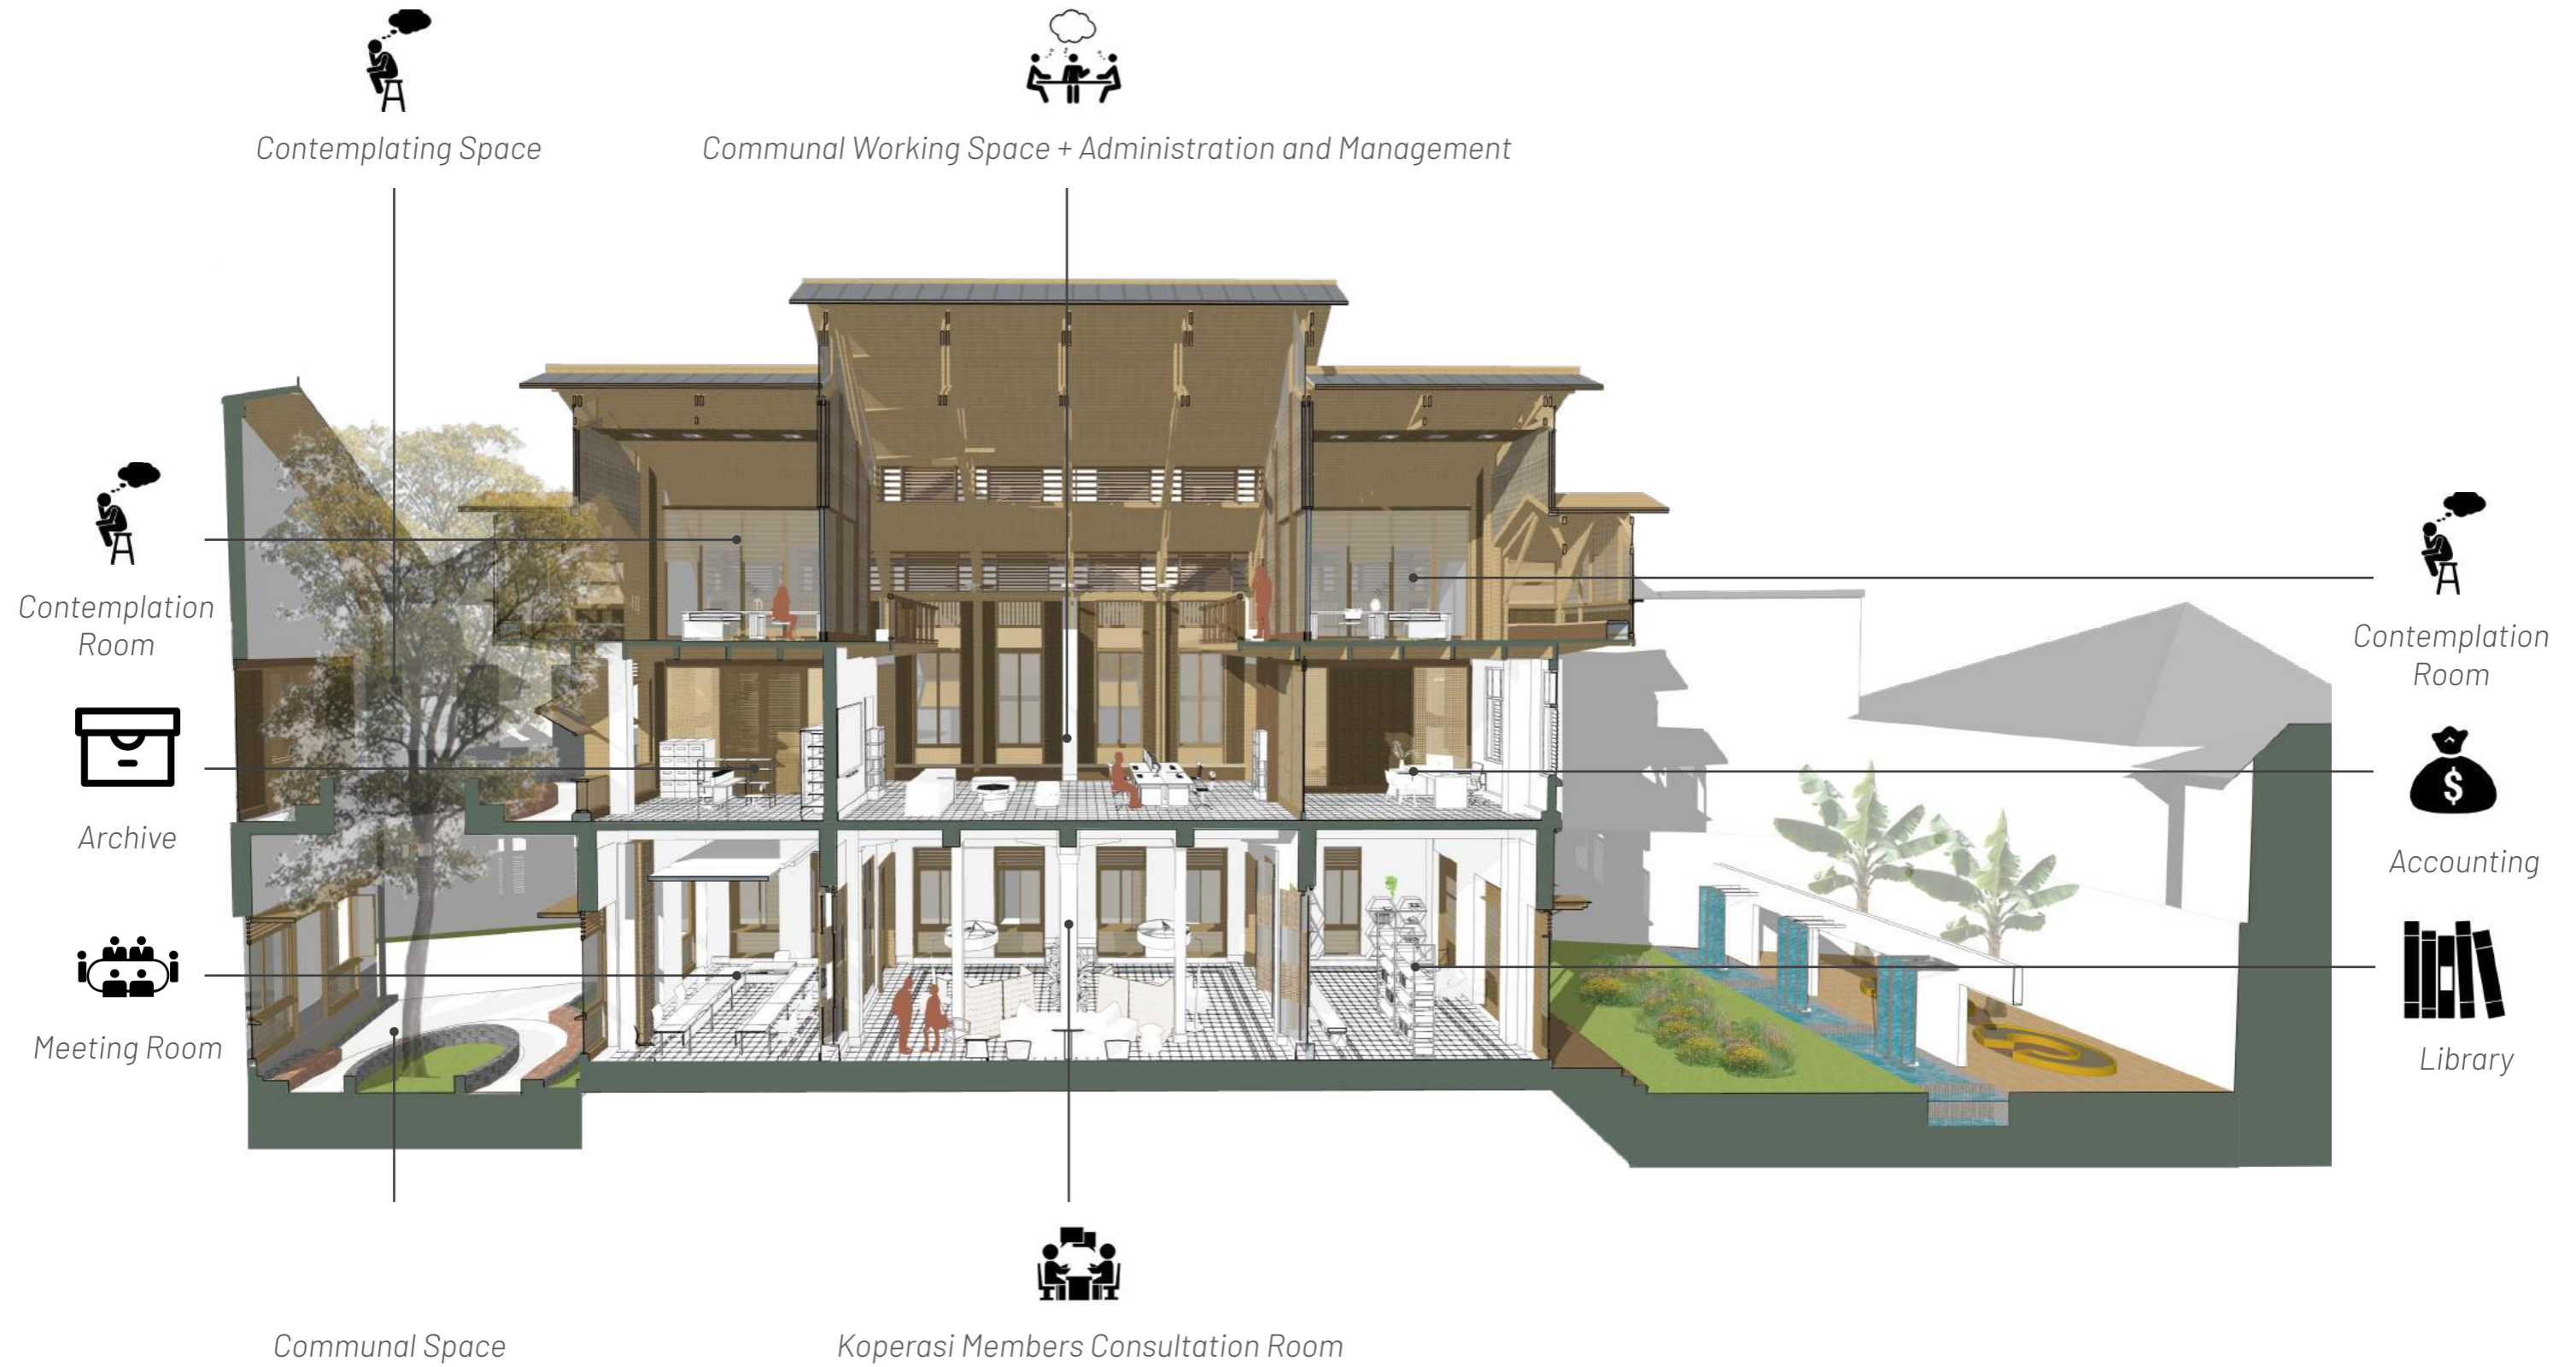 Contemplating Space
Communal Working Space + Administration and Management
Contemplation
Room
Contemplation
Room
Archive
Accounting
Meeting Room
Library
Communal Space
Koperasi Members Consultation Room